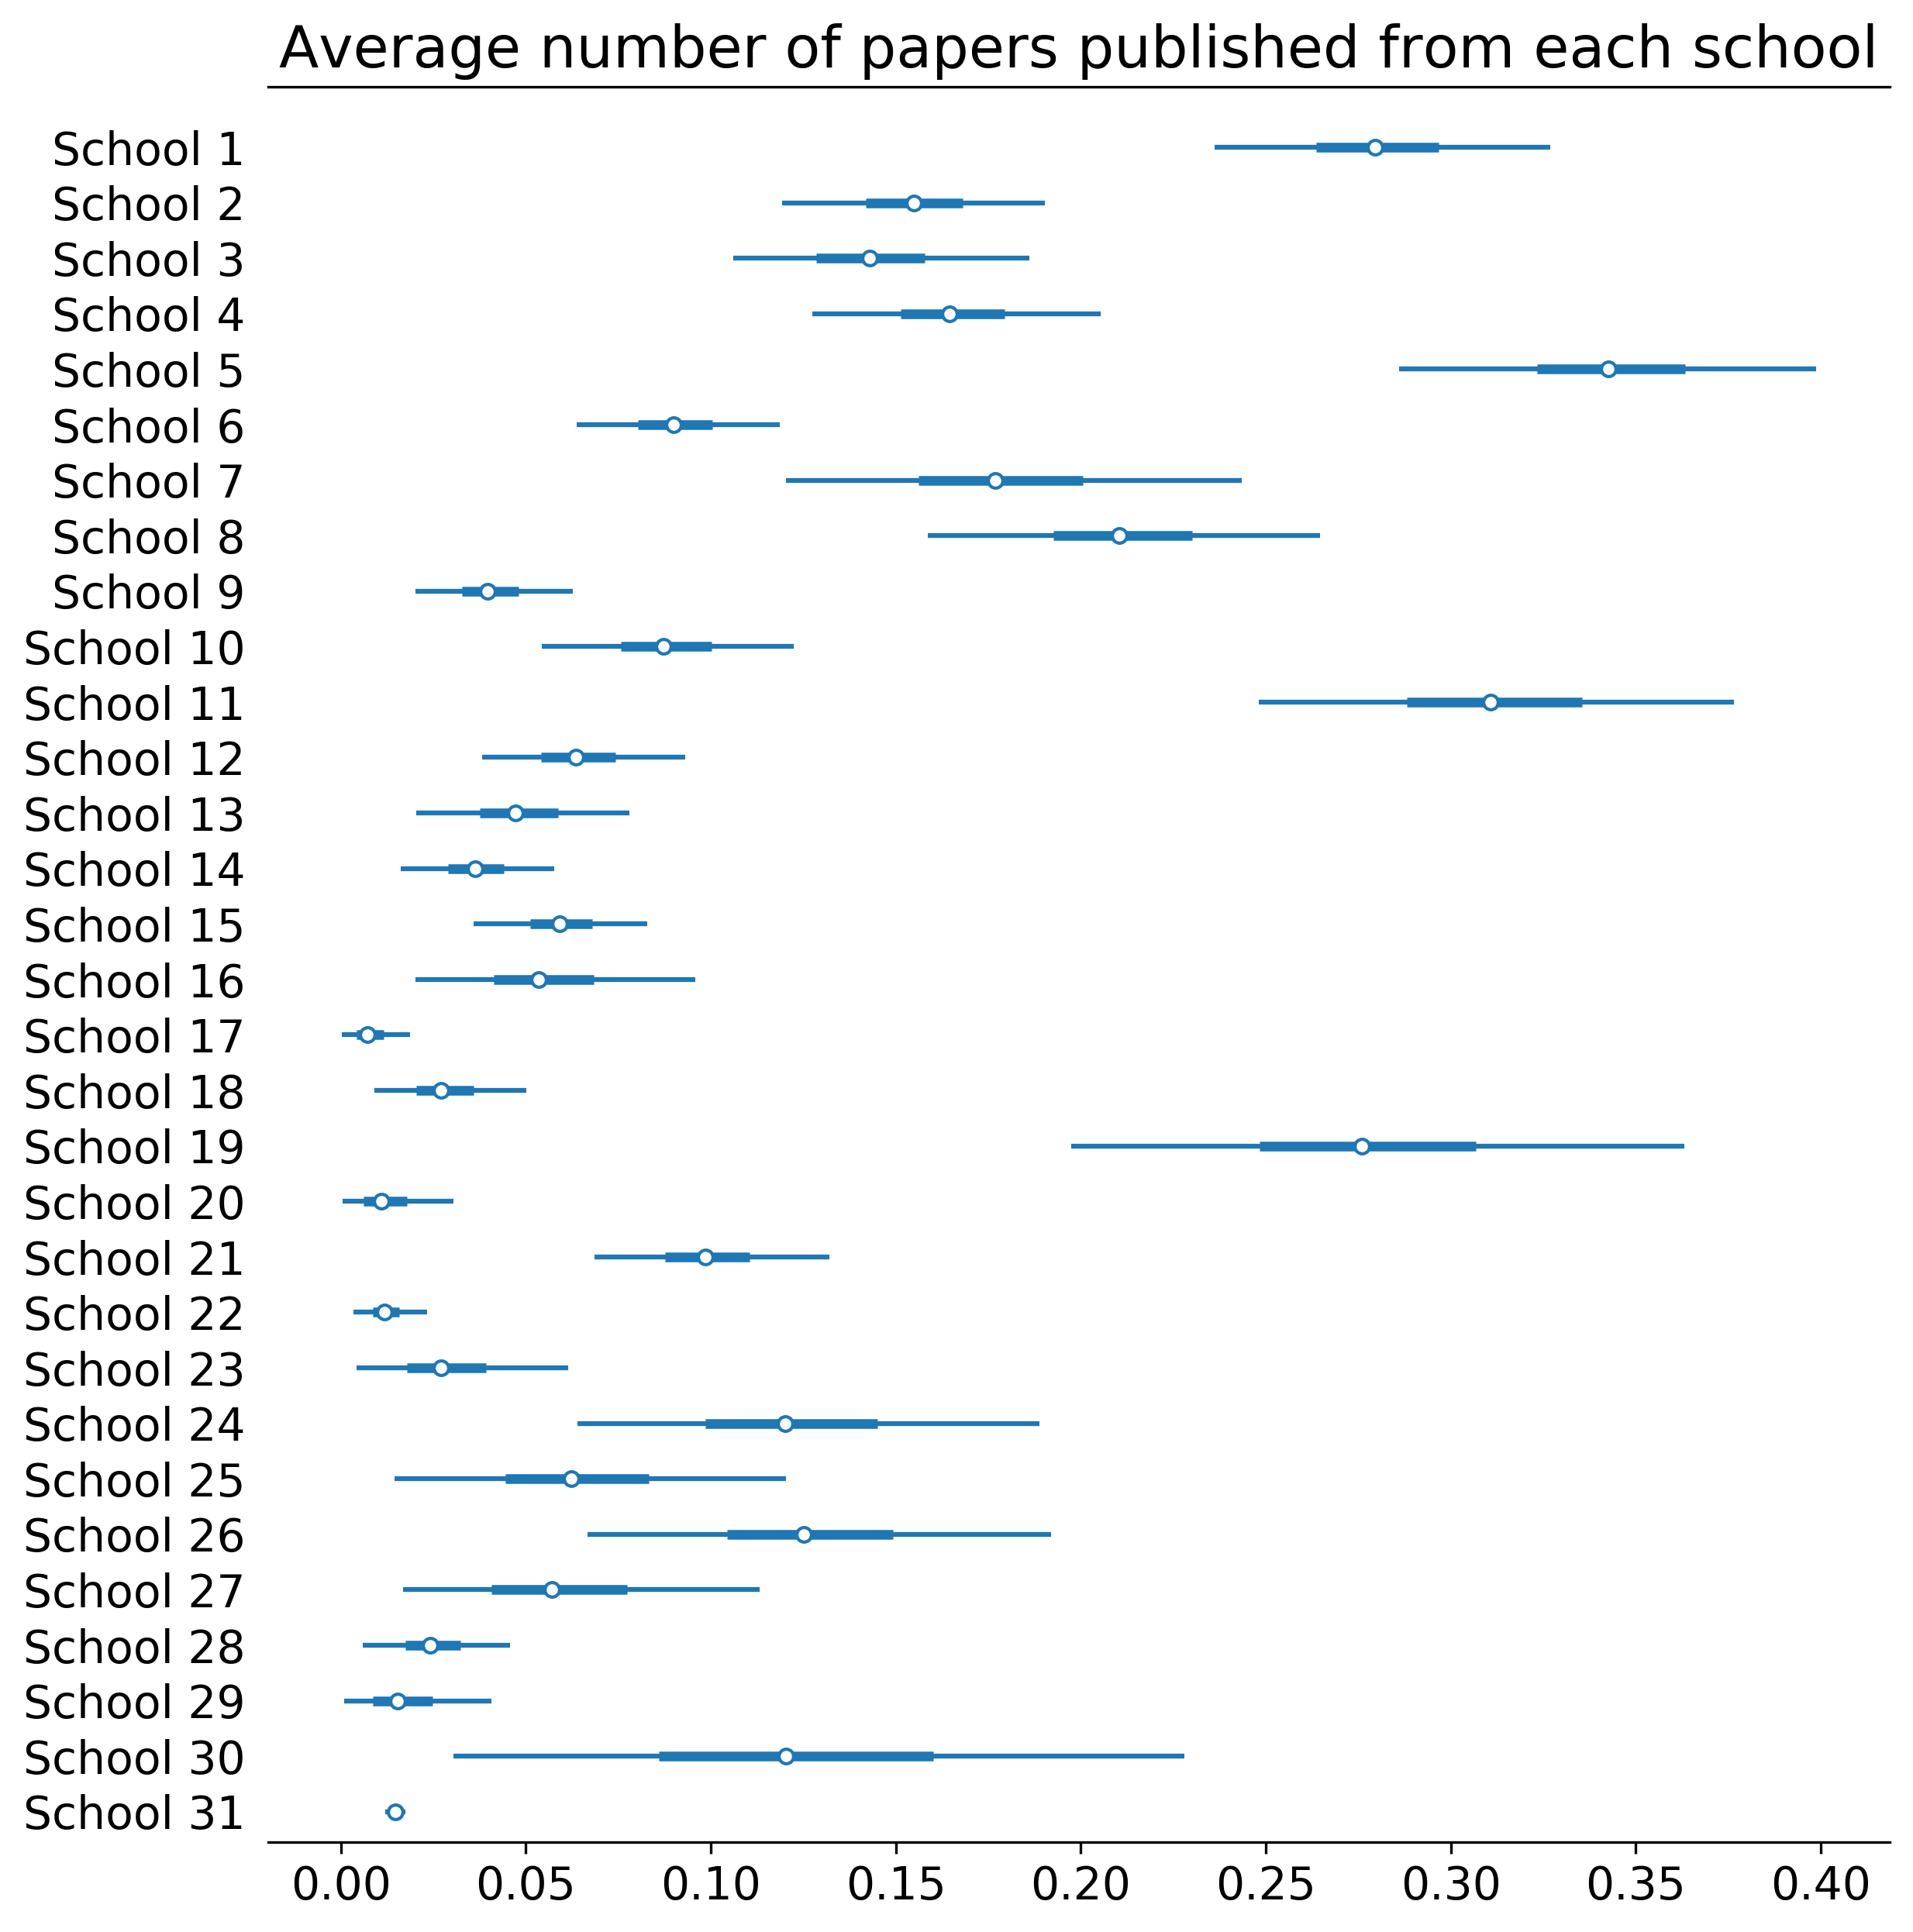 Average number of papers published from each school
School 1
School 2
School 3
School 4
School 5
School 6
School 7
School 8
School 9
School 10
School 11
School 12
School 13
School 14
School 15
School 16
School 17
School 18
School 19
School 20
School 21
School 22
School 23
School 24
School 25
School 26
School 27
School 28
School 29
School 30
School 31
0.00 0.05 0.10 0.15 0.20 0.25 0.30 0.35 0.40